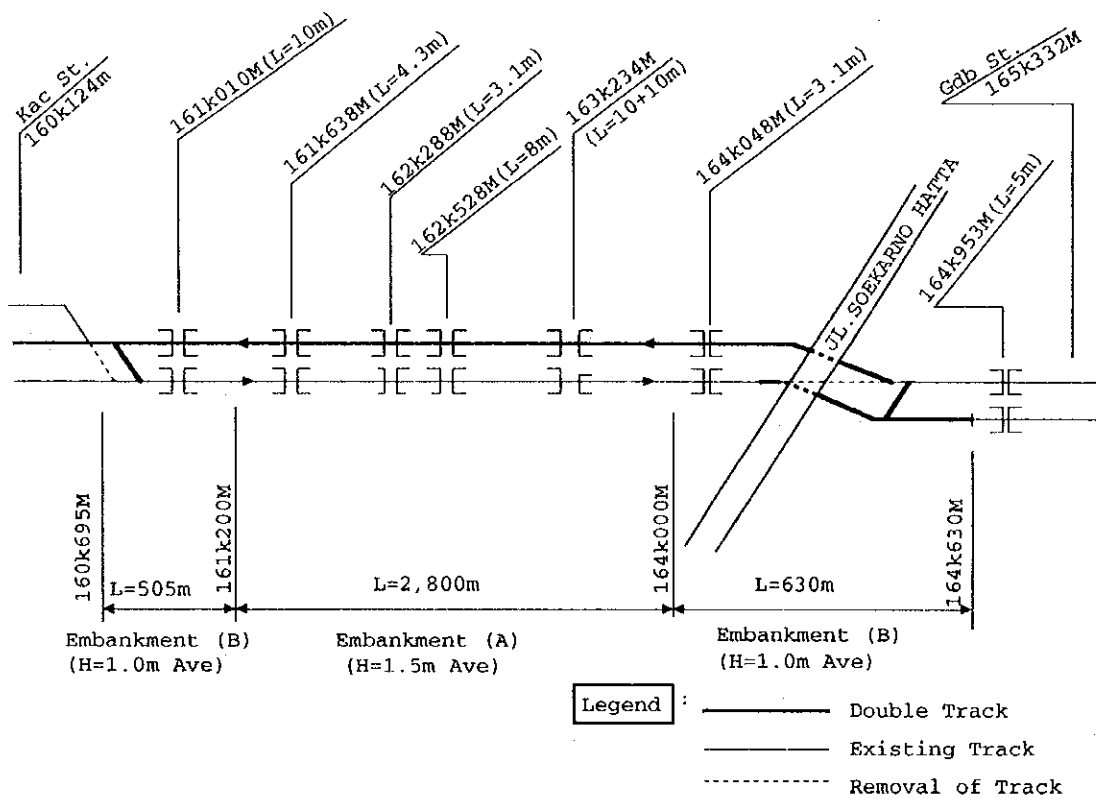 Kac St.
160k124m
161k010M(L=10m)
161k638M(L=4.3m)
162k288M(L=3.1m)
162k528M(L=8m)
163k234M
(L=10+10m)
164k048M(L=3.1m)
JL.SOEKARNO HATTA
Gdb St.
165k332M
164k953M(L=5m)
160k695M
161k200M
164k000M
164k630M
L=505m
L=2,800m
L=630m
Embankment (B)
(H=1.0m Ave)
Embankment (A)
(H=1.5m Ave)
Embankment (B)
(H=1.0m Ave)
Legend :
Double Track
Existing Track
Removal of Track